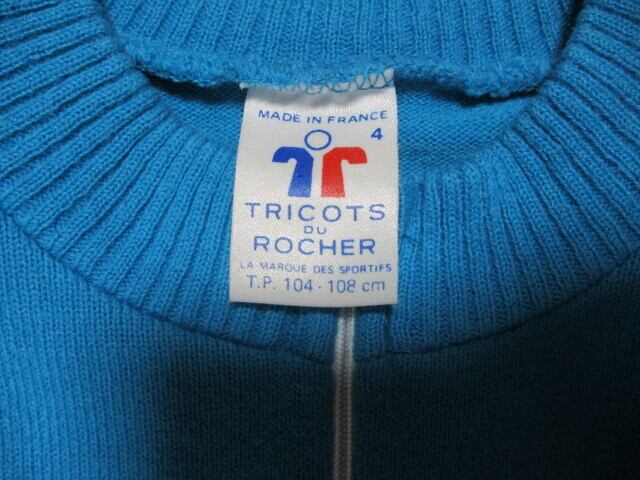 MADE IN FRANCE
4
TRICOTS
DU
ROCHER
LA MARQUE DES SPORTIFS
T.P. 104-108 cm